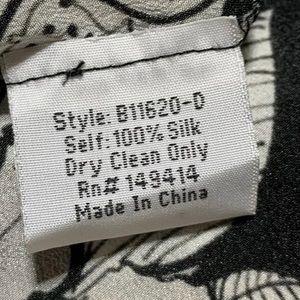 Style: B11620-D
Self: 100% Silk
Dry Clean Only
Rn# 149414
Made In China